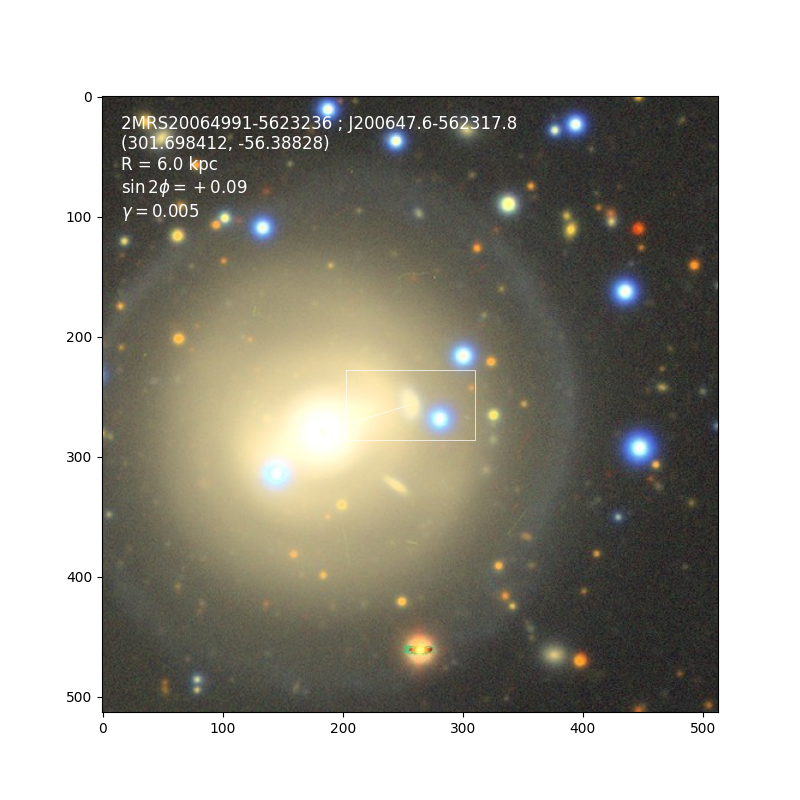 2MRS20064991-5623236 ; J200647.6-562317.8
(301.698412, -56.38828)
R = 6.0 kpc
sin 2ϕ = +0.09
γ = 0.005
0
100
200
300
400
500
0 100 200 300 400 500